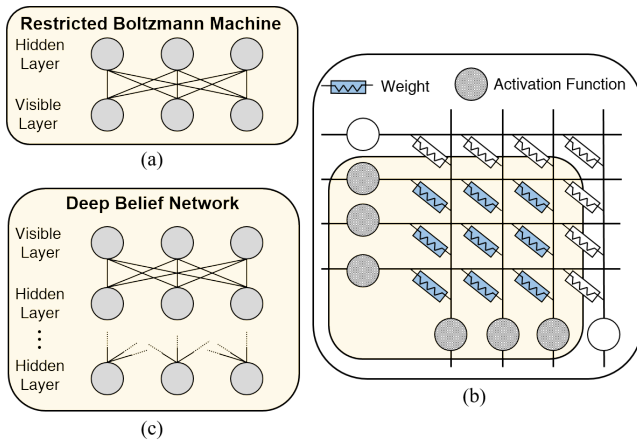 Restricted Boltzmann Machine
Hidden
Layer
Visible
Layer
(a)
Deep Belief Network
Visible
Layer
Hidden
Layer
Hidden
Layer
(c)
Weight
Activation Function
(b)